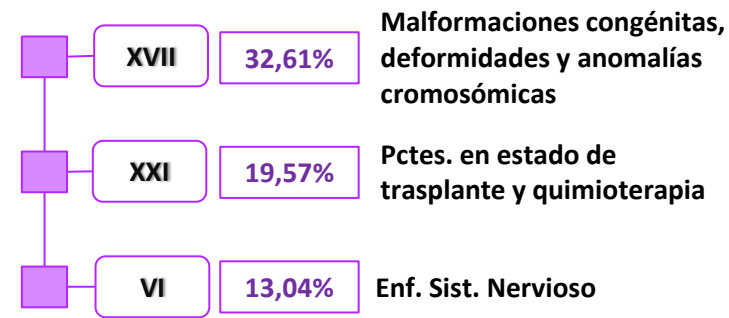 XVII
32,61%
Malformaciones congénitas,
deformidades y anomalías
cromosómicas
XXI
19,57%
Pctes. en estado de
trasplante y quimioterapia
VI
13,04%
Enf. Sist. Nervioso